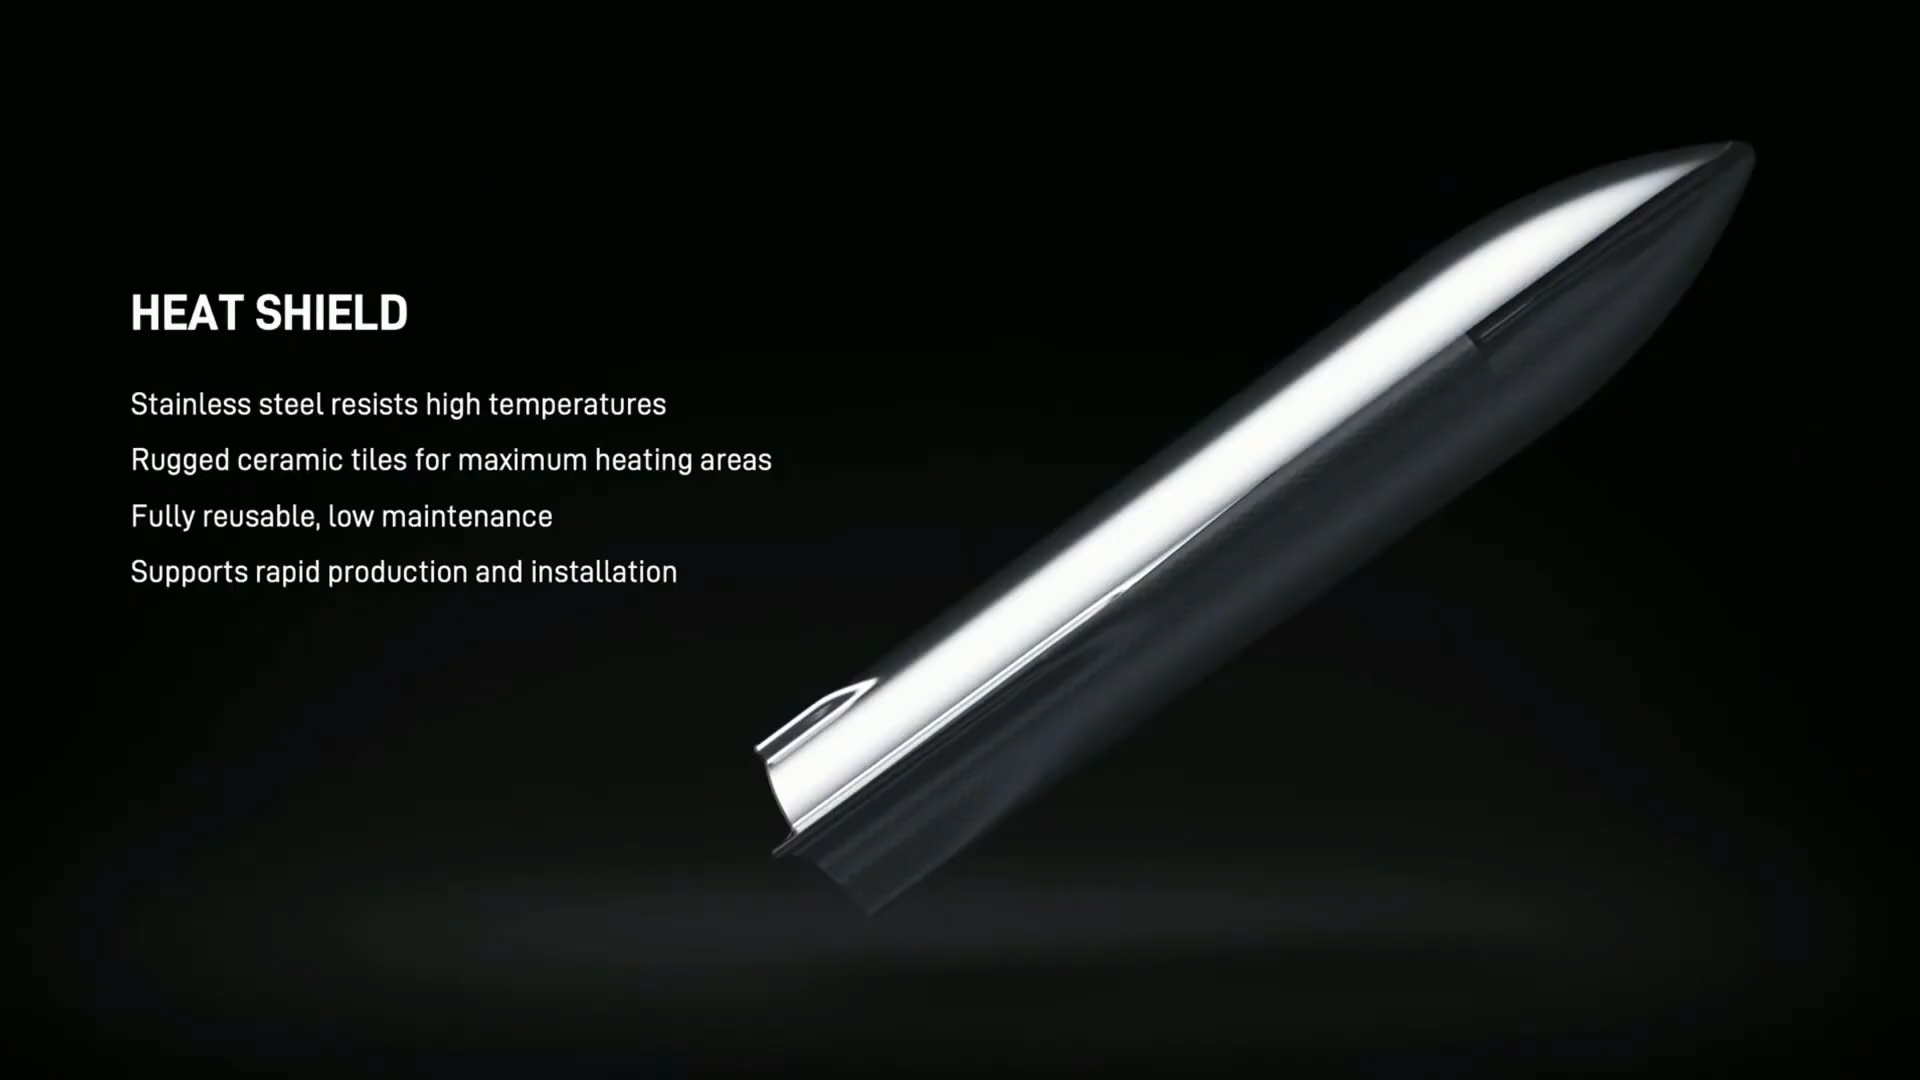 HEAT SHIELD
Stainless steel resists high temperatures
Rugged ceramic tiles for maximum heating areas
Fully reusable, low maintenance
Supports rapid production and installation